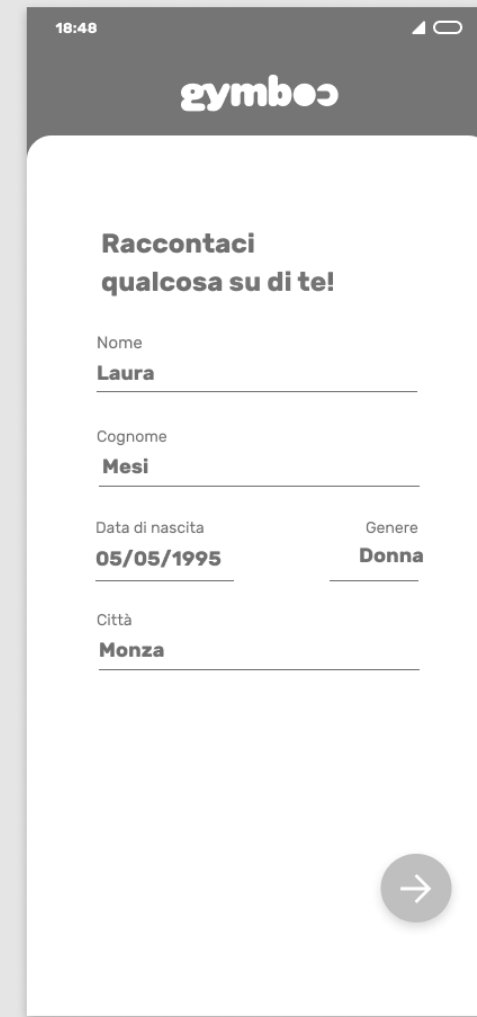 18:48
gymboo
Raccontaci
qualcosa su di te!
Nome
Laura
Cognome
Mesi
Data di nascita Genere
05/05/1995 Donna
Città
Monza